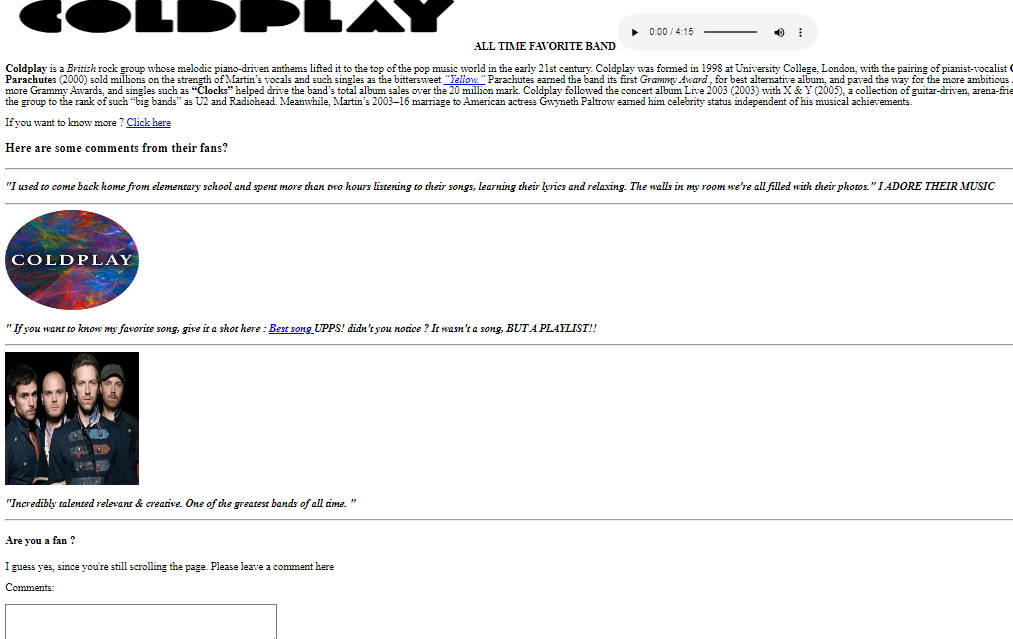 COLDPLAY
ALL TIME FAVORITE BAND 0:00 / 4:15
Coldplay is a British rock group whose melodic piano-driven anthems lifted it to the top of the pop music world in the early 21st century. Coldplay was formed in 1998 at University College, London, with the pairing of pianist-vocalist
Parachutes (2000) sold millions on the strength of Martin’s vocals and such singles as the bittersweet "Yellow." Parachutes earned the band its first Grammy Award , for best alternative album, and paved the way for the more ambitious
more Grammy Awards, and singles such as “Clocks” helped drive the band’s total album sales over the 20 million mark. Coldplay followed the concert album Live 2003 (2003) with X & Y (2005), a collection of guitar-driven,
the group to the rank of such “big bands” as U2 and Radiohead. Meanwhile, Martin’s 2003–16 marriage to American actress Gwyneth Paltrow earned him celebrity status independent of his musical achievements.
If you want to know more ? Click here
Here are some comments from their fans?
"I used to come back home from elementary school and spent more than two hours listening to their songs, learning their lyrics and relaxing. The walls in my room we're all filled with their photos." I ADORE THEIR MUSIC
COLDPLAY
" If you want to know my favorite song, give it a shot here : Best song UPPS! didn't you notice ? It wasn't a song, BUT A PLAYLIST!!
"Incredibly talented relevant & creative. One of the greatest bands of all time. "
Are you a fan ?
I guess yes, since you're still scrolling the page. Please leave a comment here
Comments: